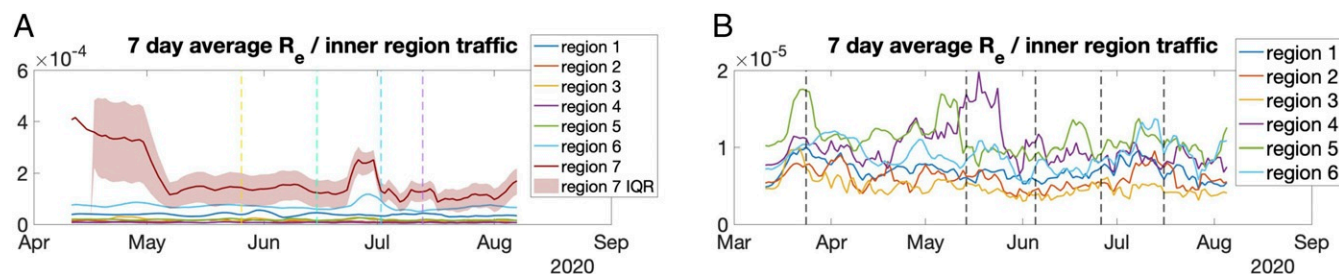 A
7 day average Re / inner region traffic
×10-4
6
4
2
0
Apr
May
Jun
Jul
Aug
Sep
2020
region 1
region 2
region 3
region 4
region 5
region 6
region 7
region 7 IQR
B
7 day average Re / inner region traffic
×10-5
2
1
0
Mar
Apr
May
Jun
Jul
Aug
Sep
2020
region 1
region 2
region 3
region 4
region 5
region 6